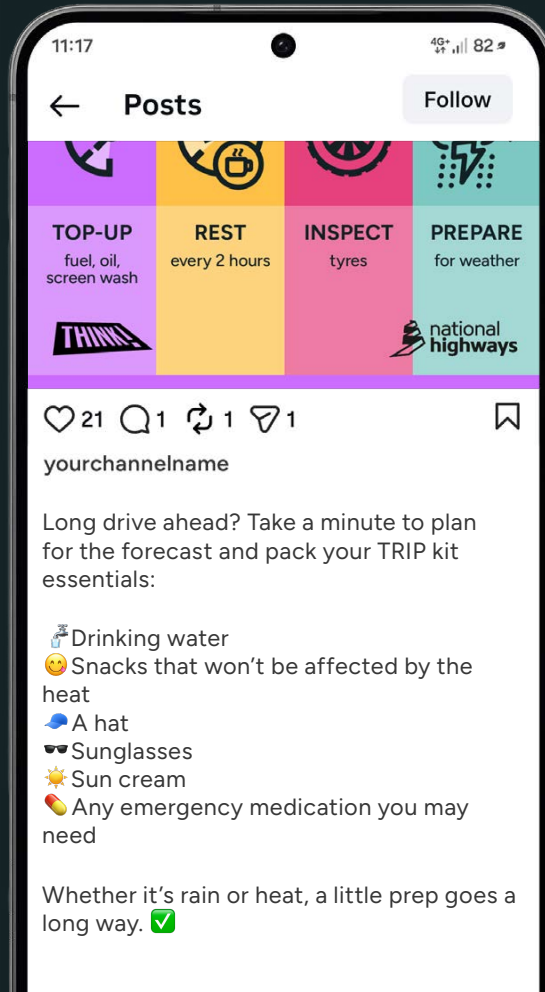 11:17
4G+ 82
Posts
Follow
TOP-UP
fuel, oil,
screen wash
REST
every 2 hours
INSPECT
tyres
PREPARE
for weather
THINK!
national
highways
21 1 1 1
yourchannelname
Long drive ahead? Take a minute to plan
for the forecast and pack your TRIP kit
essentials:
🚰Drinking water
😋Snacks that won’t be affected by the
heat
🧢A hat
🕶️Sunglasses
☀️Sun cream
💊Any emergency medication you may
need
Whether it’s rain or heat, a little prep goes a
long way. ✅